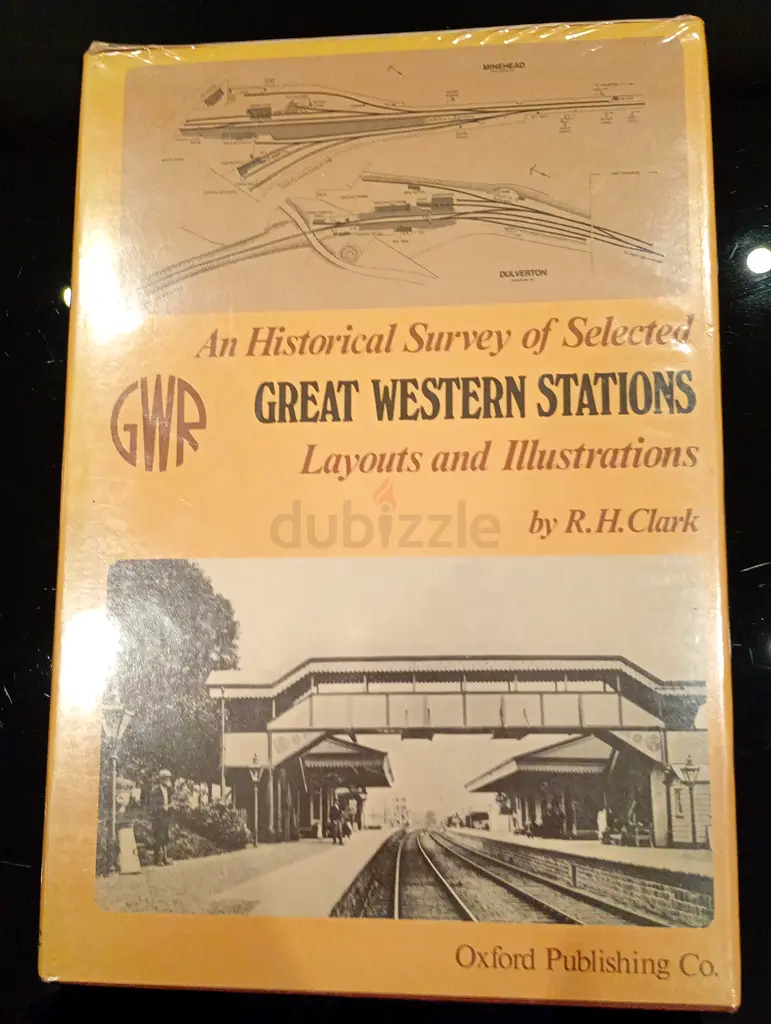 MINEHEAD
DULVERTON
An Historical Survey of Selected
GWR
GREAT WESTERN STATIONS
Layouts and Illustrations
dubizzle
by R.H.Clark
Oxford Publishing Co.